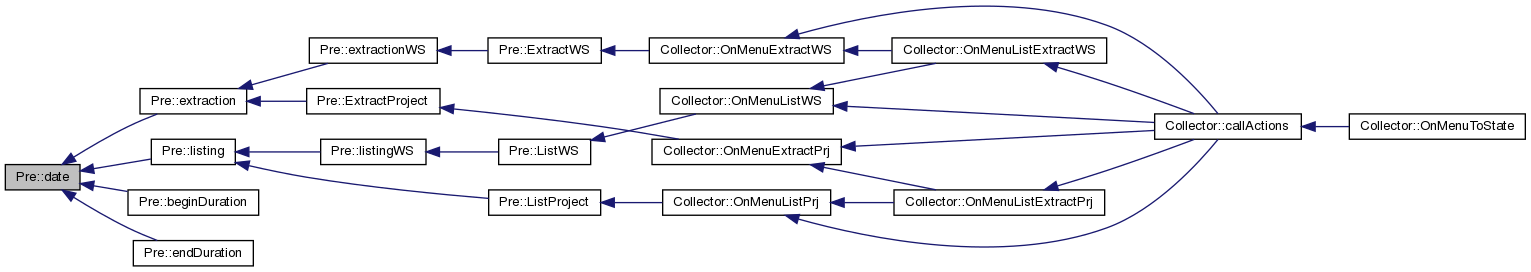 Pre::extractionWS
Pre::ExtractWS
Collector::OnMenuExtractWS
Collector::OnMenuListExtractWS
Pre::extraction
Pre::ExtractProject
Collector::OnMenuListWS
Collector::callActions
Collector::OnMenuToState
Pre::listing
Pre::listingWS
Pre::ListWS
Collector::OnMenuExtractPrj
Pre::date
Pre::beginDuration
Pre::ListProject
Collector::OnMenuListPrj
Collector::OnMenuListExtractPrj
Pre::endDuration